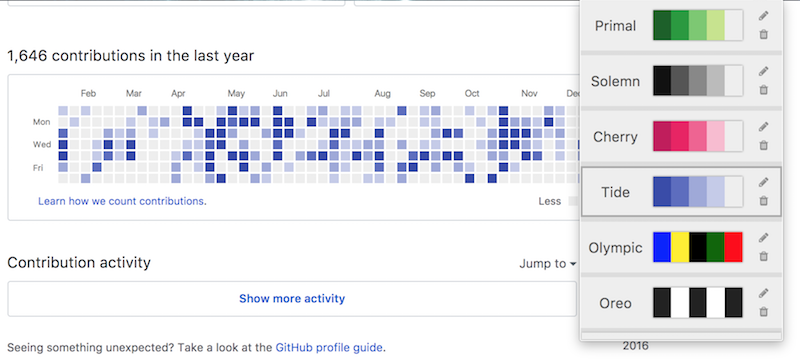 1,646 contributions in the last year
Feb Mar Apr May Jun Jul Aug Sep Oct Nov
Mon
Wed
Fri
Learn how we count contributions. Less
Contribution activity Jump to
Show more activity
Seeing something unexpected? Take a look at the GitHub profile guide.
2016
Primal
Solemn
Cherry
Tide
Olympic
Oreo